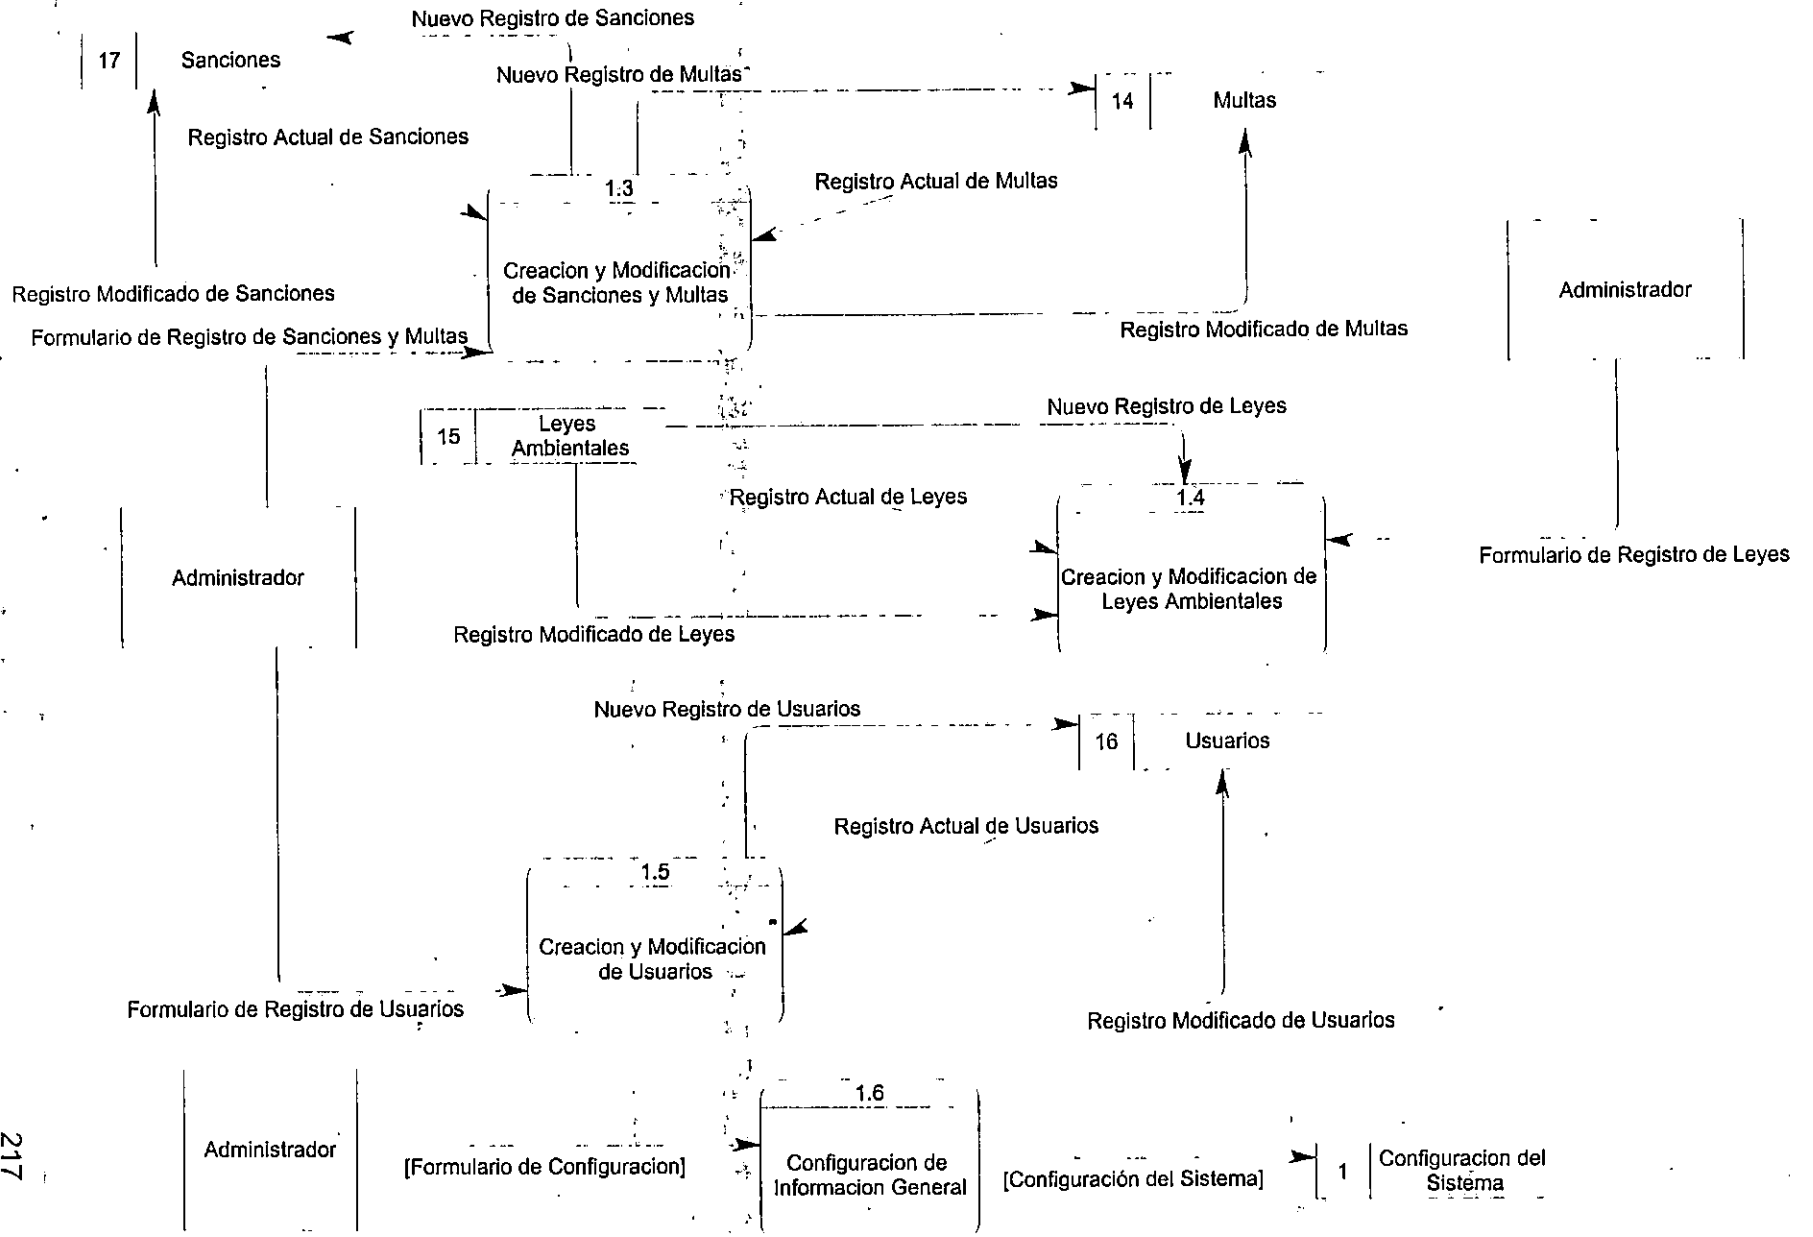 Nuevo Registro de Sanciones
17 Sanciones
Nuevo Registro de Multas
14 Multas
Registro Actual de Sanciones
Registro Actual de Multas
1.3
Creacion y Modificacion
de Sanciones y Multas
Administrador
Registro Modificado de Sanciones
Formulario de Registro de Sanciones y Multas
Registro Modificado de Multas
15 Leyes
Ambientales
Nuevo Registro de Leyes
Registro Actual de Leyes
1.4
Creacion y Modificacion de
Leyes Ambientales
Formulario de Registro de Leyes
Administrador
Registro Modificado de Leyes
Nuevo Registro de Usuarios
16 Usuarios
Registro Actual de Usuarios
1.5
Creacion y Modificacion
de Usuarios
Formulario de Registro de Usuarios
Registro Modificado de Usuarios
1.6
Administrador
[Formulario de Configuracion]
Configuracion de
Informacion General
[Configuración del Sistema]
1 Configuracion del
Sistema
217